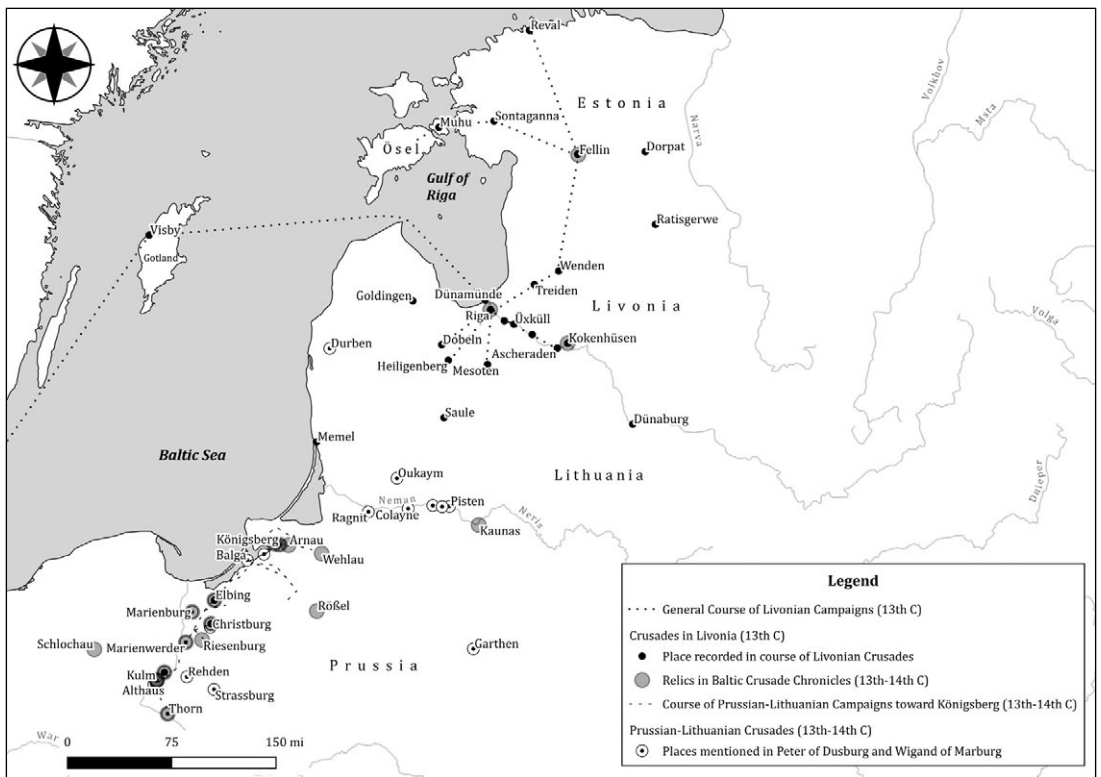 Reval
Estonia
Volkhov
Msta
Narva
Muhu
Sontaganna
Ösel
Fellin
Dorpat
Gulf of
Riga
Ratisgerwe
Visby
Gotland
Wenden
Treiden
Goldingen
Dünamünde
Livonia
Riga
Üxküll
Volga
Durben
Dobeln
Kokenhüsen
Ascheraden
Heiligenberg
Mesoten
Saule
Dünaburg
Memel
Baltic Sea
Oukaym
Lithuania
Dnieper
Neman
Pisten
Ragnit
Colayne
Neris
Kaunas
Königsberg
Arnau
Balga
Wehlau
Elbing
Marienburg
Rößel
Christburg
Schlochau
Marienwerder
Riesenburg
Garthen
Prussia
Kulm
Rehden
Althaus
Strassburg
Thorn
War
0
75
150 mi
Legend
General Course of Livonian Campaigns (13th C)
Crusades in Livonia (13th C)
Place recorded in course of Livonian Crusades
Relics in Baltic Crusade Chronicles (13th-14th C)
Course of Prussian-Lithuanian Campaigns toward Königsberg (13th-14th C)
Prussian-Lithuanian Crusades (13th-14th C)
Places mentioned in Peter of Dusburg and Wigand of Marburg